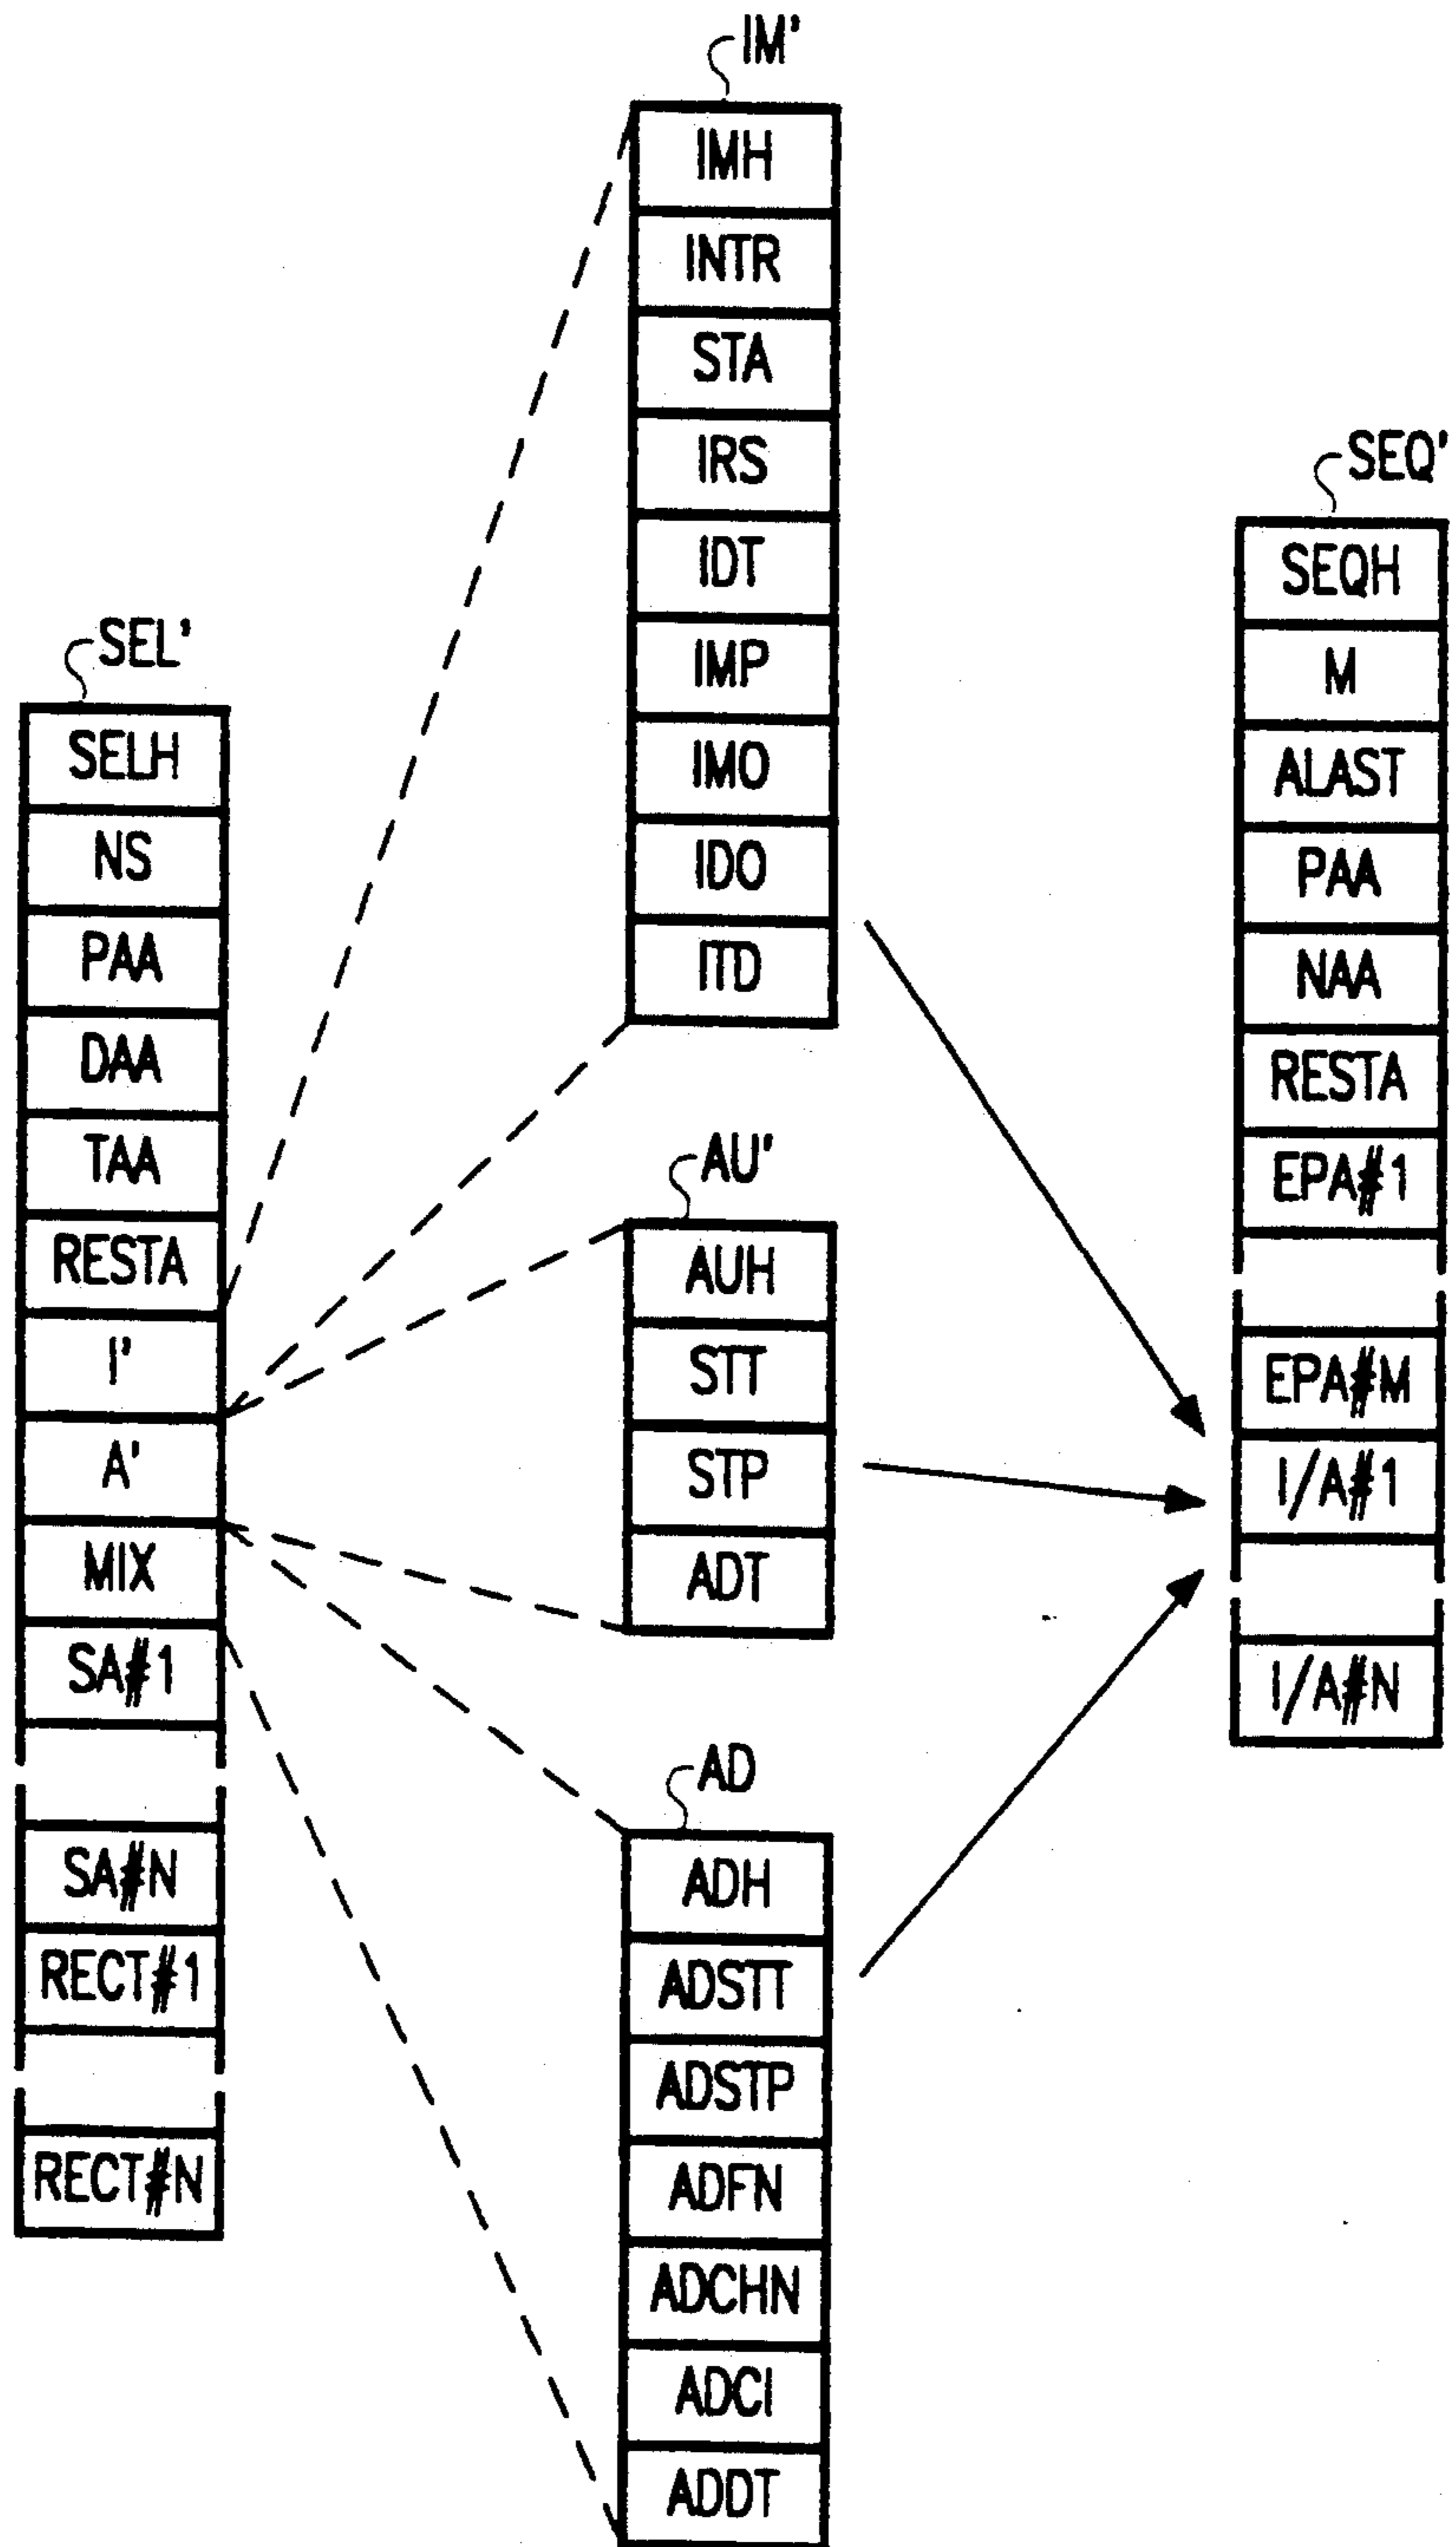 SEL'
SELH
NS
PAA
DAA
TAA
RESTA
I'
A'
MIX
SA#1
SA#N
RECT#1
RECT#N
IM'
IMH
INTR
STA
IRS
IDT
IMP
IMO
IDO
ITD
AU'
AUH
STT
STP
ADT
AD
ADH
ADSTT
ADSTP
ADFN
ADCHN
ADCI
ADDT
SEQ'
SEQH
M
ALAST
PAA
NAA
RESTA
EPA#1
EPA#M
I/A#1
I/A#N